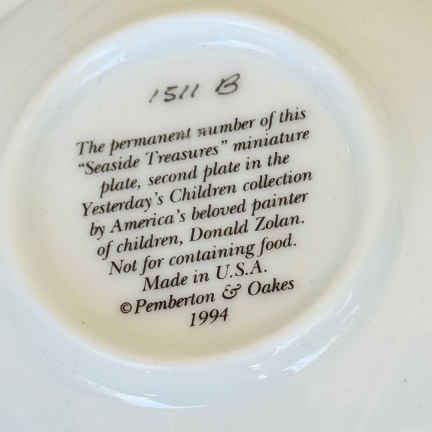 1511 B
The permanent number of this
"Seaside Treasures" miniature
plate, second plate in the
Yesterday's Children collection
by America's beloved painter
of children, Donald Zolan.
Not for containing food.
Made in U.S.A.
©Pemberton & Oakes
1994